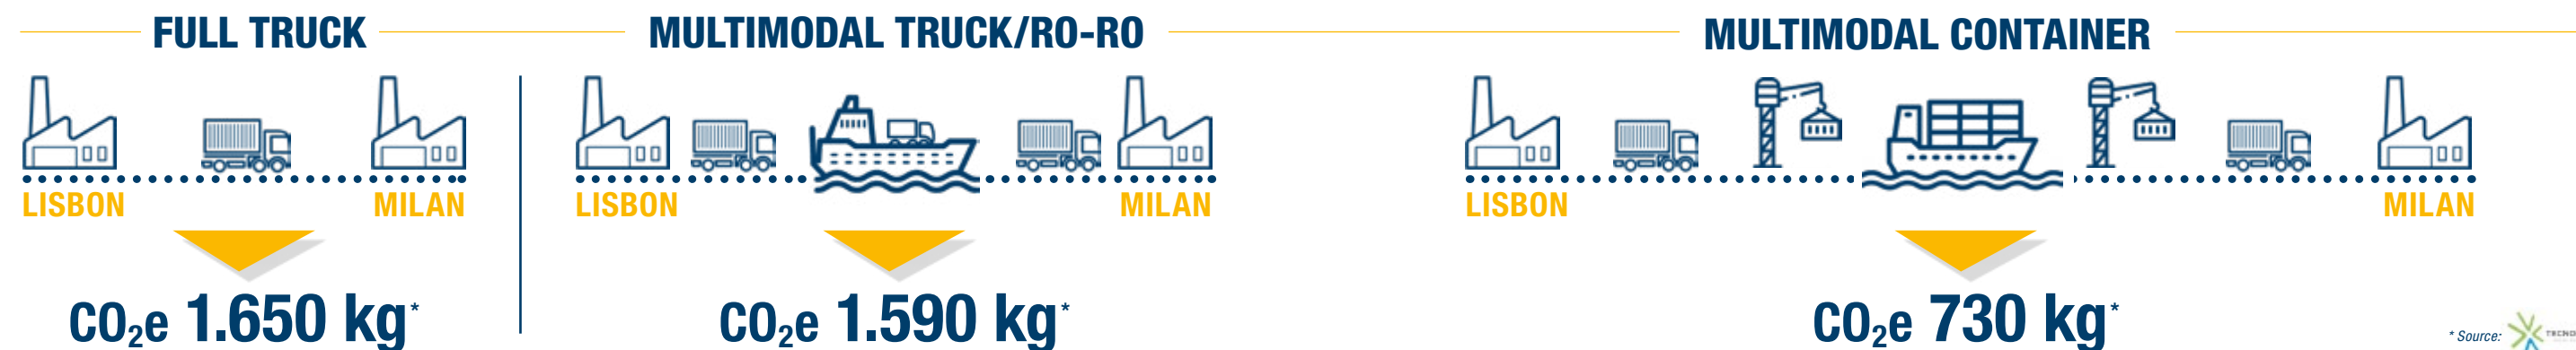 FULL TRUCK
LISBON
MILAN
CO₂e 1.650 kg*
MULTIMODAL TRUCK/RO-RO
LISBON
MILAN
CO₂e 1.590 kg*
MULTIMODAL CONTAINER
LISBON
MILAN
CO₂e 730 kg*
* Source: